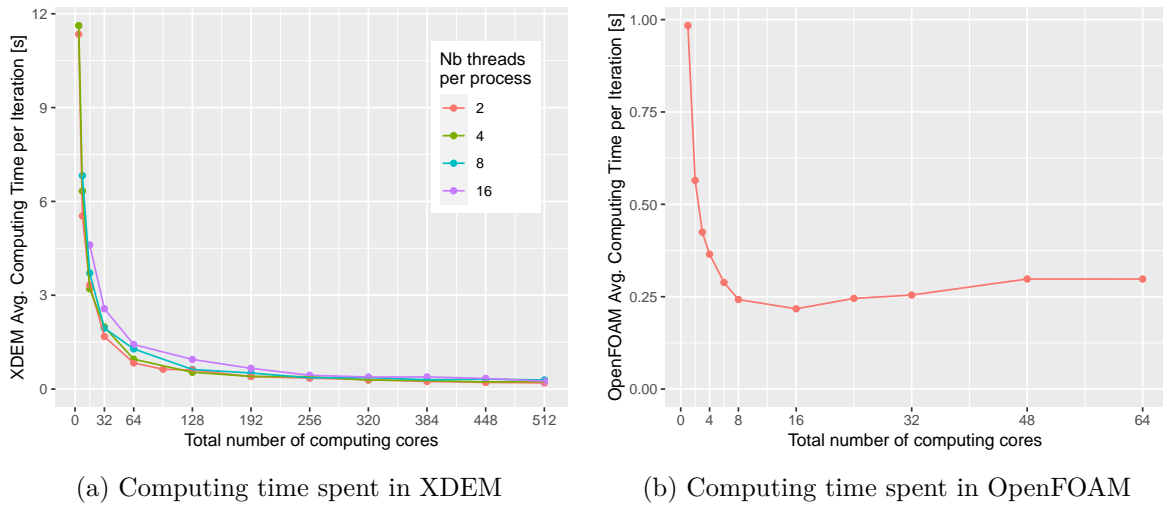 XDEM Avg. Computing Time per Iteration [s]
12
9
6
3
0
Nb threads
per process
2
4
8
16
0 32 64 128 192 256 320 384 448 512
Total number of computing cores
(a) Computing time spent in XDEM
OpenFOAM Avg. Computing Time per Iteration [s]
1.00
0.75
0.50
0.25
0.00
0 4 8 16 32 48 64
Total number of computing cores
(b) Computing time spent in OpenFOAM